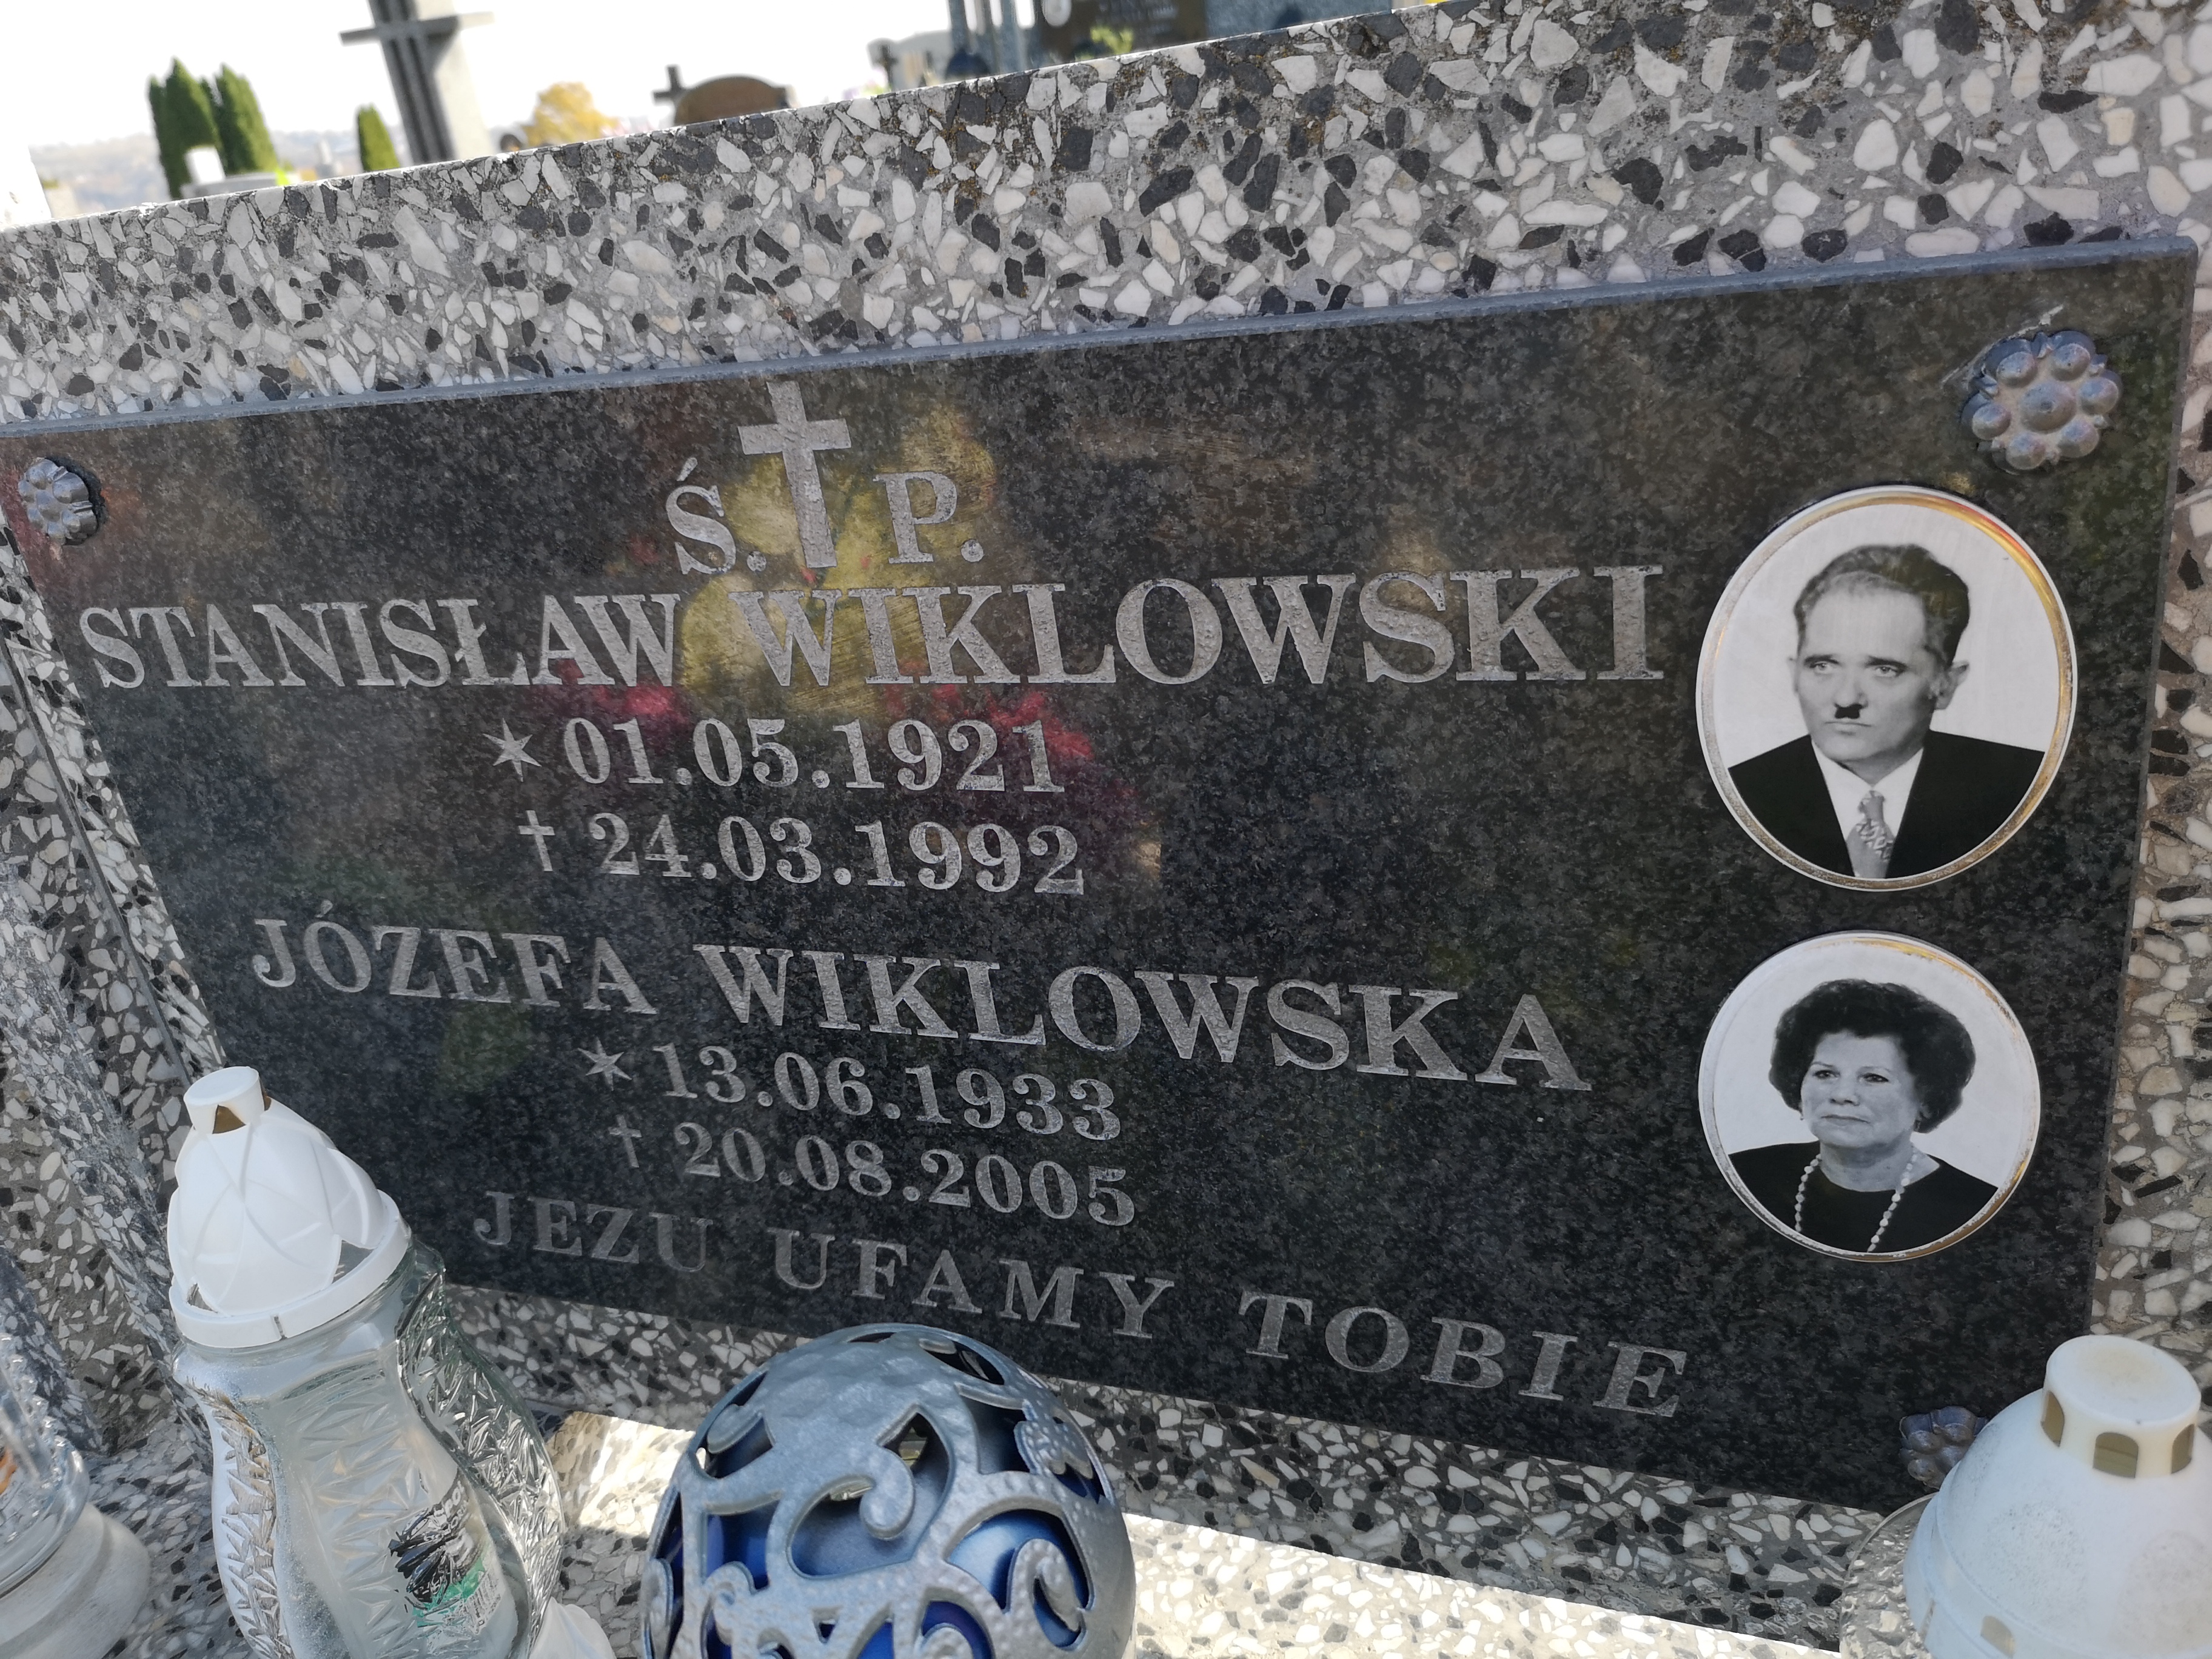 Ś. P.
STANISŁAW WIKLOWSKI
* 01.05.1921
† 24.03.1992
JÓZEFA WIKLOWSKA
* 13.06.1933
† 20.08.2005
JEZU UFAMY TOBIE